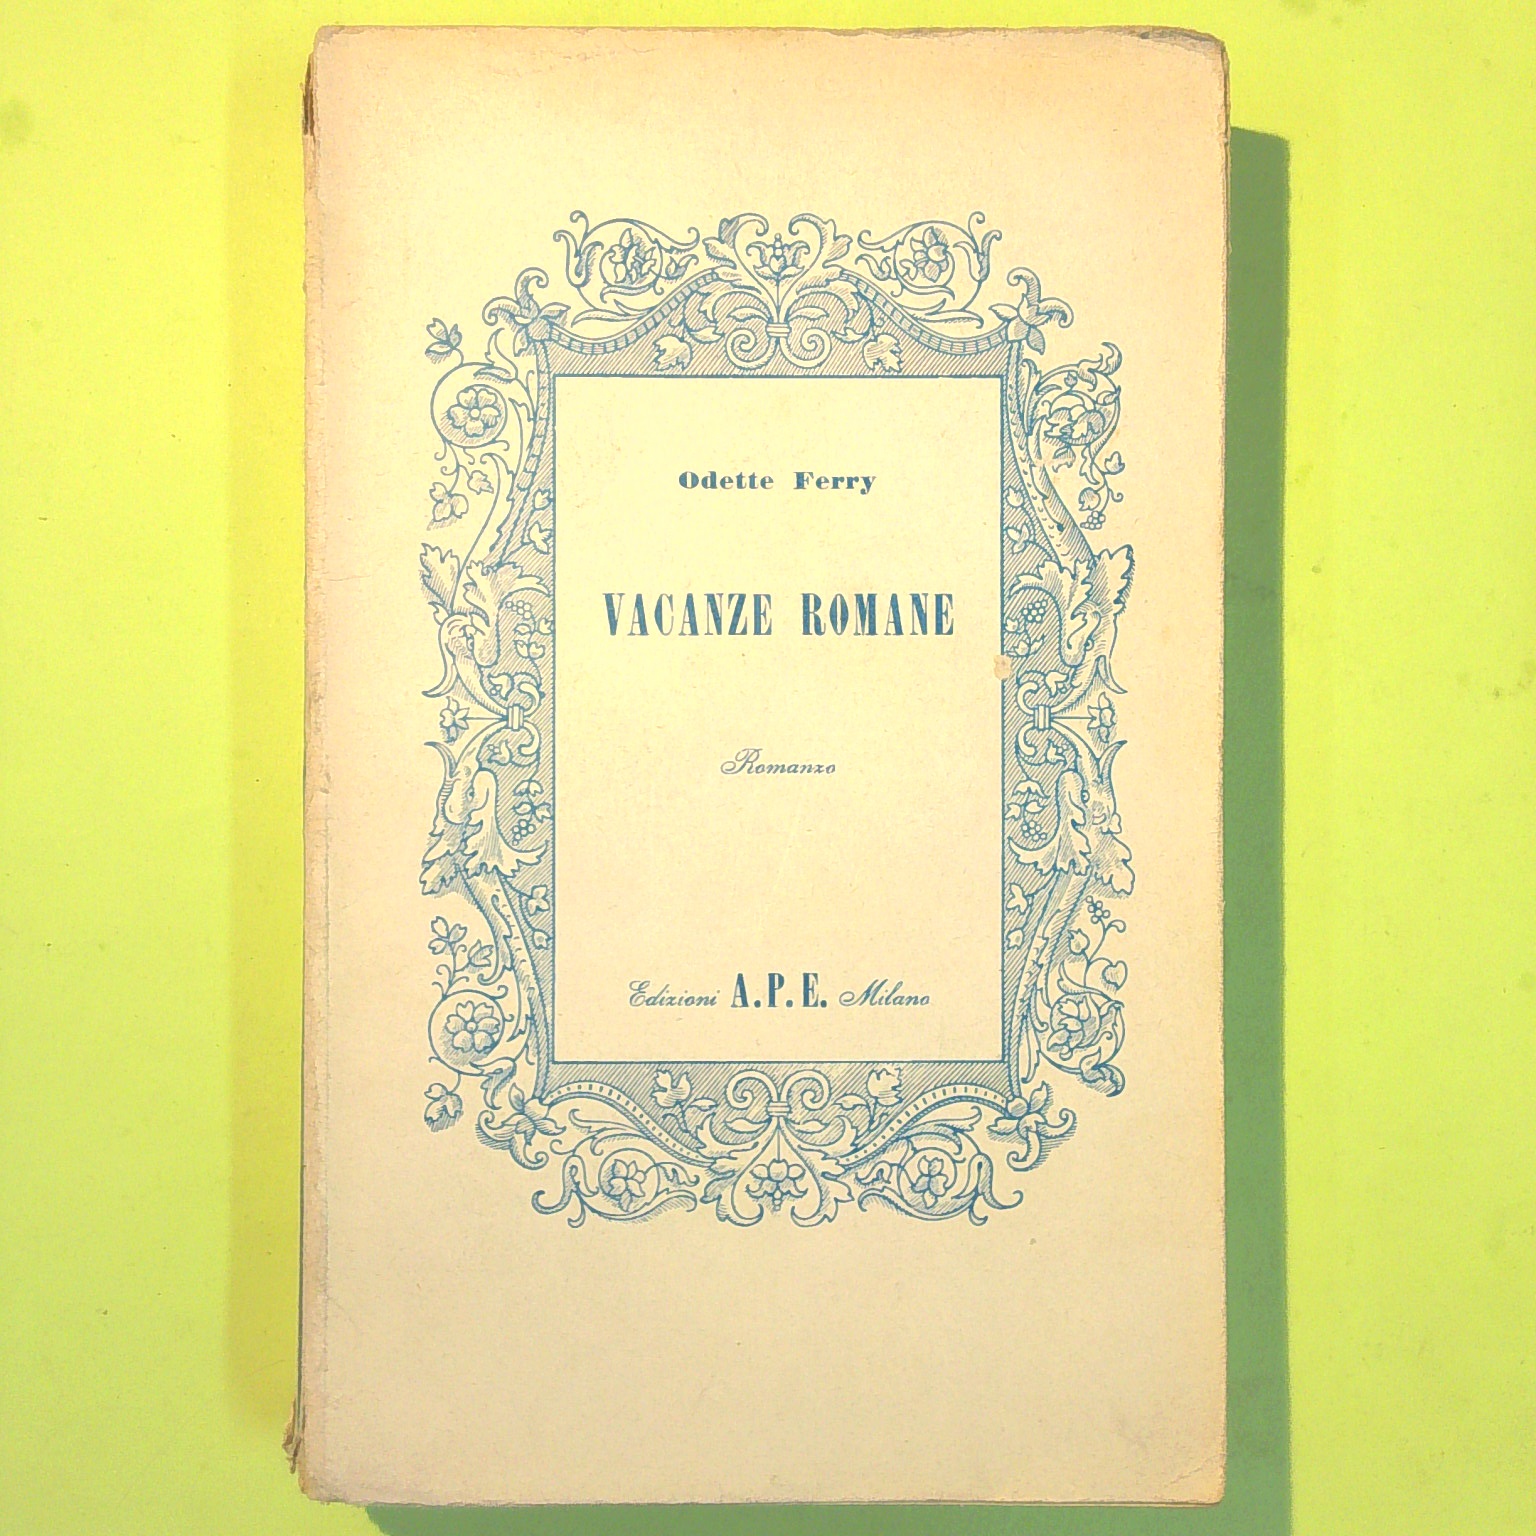 Odette Ferry
VACANZE ROMANE
Romanzo
Edizioni A.P.E. Milano